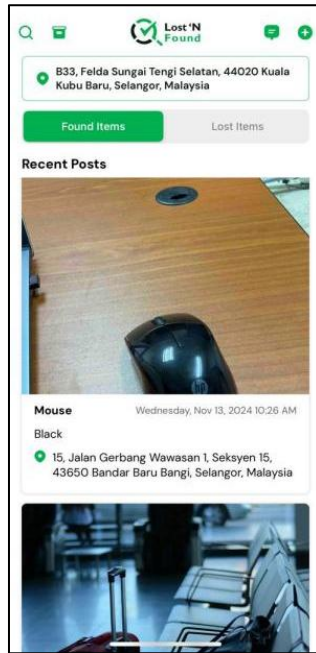 Lost 'N
Found
B33, Felda Sungai Tengi Selatan, 44020 Kuala
Kubu Baru, Selangor, Malaysia
Found Items
Lost Items
Recent Posts
Mouse
Wednesday, Nov 13, 2024 10:26 AM
Black
15, Jalan Gerbang Wawasan 1, Seksyen 15,
43650 Bandar Baru Bangi, Selangor, Malaysia